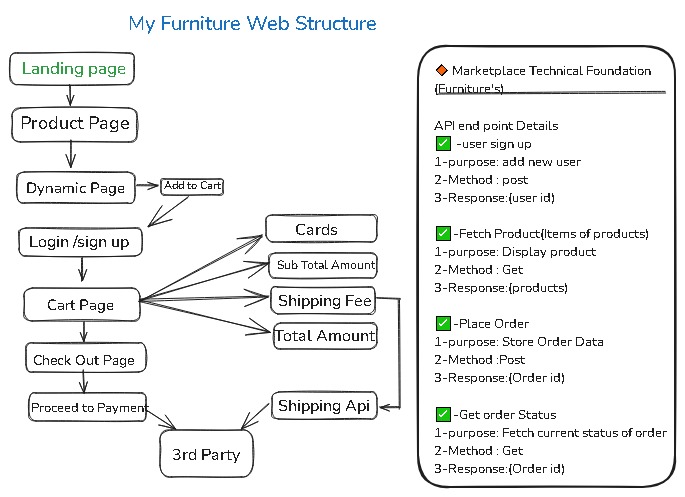 My Furniture Web Structure
Landing page
Product Page
Dynamic Page
Add to Cart
Login /sign up
Cart Page
Cards
Sub Total Amount
Shipping Fee
Total Amount
Check Out Page
Proceed to Payment
Shipping Api
3rd Party
🔶 Marketplace Technical Foundation
(Furniture's)
API end point Details
✅ -user sign up
1-purpose: add new user
2-Method : post
3-Response:(user id)
✅ -Fetch Product(Items of products)
1-purpose: Display product
2-Method : Get
3-Response:(products)
✅ -Place Order
1-purpose: Store Order Data
2-Method :Post
3-Response:(Order id)
✅ -Get order Status
1-purpose: Fetch current status of order
2-Method : Get
3-Response:(Order id)